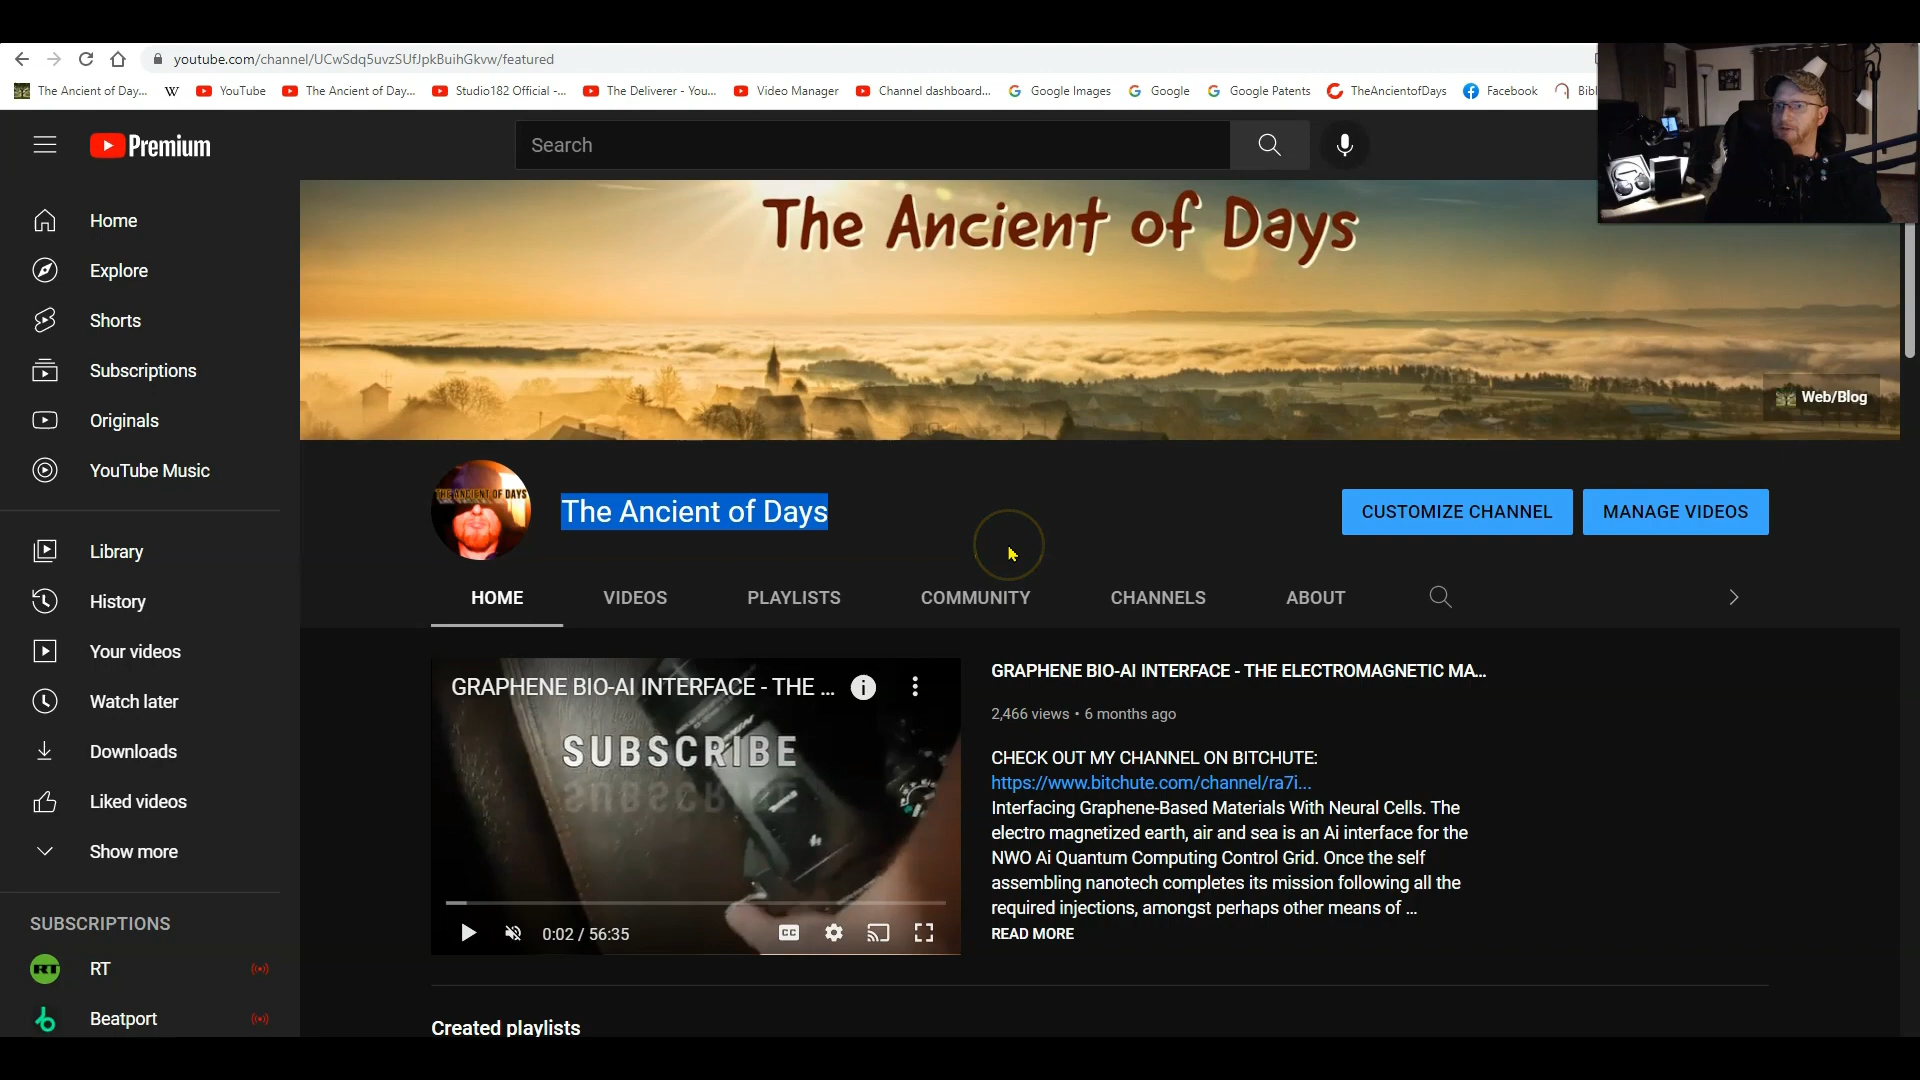 youtube.com/channel/UCwSdq5uvzSUfJpkBuihGkvw/featured
The Ancient of Day... W YouTube The Ancient of Day... Studio182 Official -... The Deliverer - You... Video Manager Channel dashboard... Google Images Google Google Patents TheAncientofDays Facebook Bibl
Premium
Search
Home
Explore
Shorts
Subscriptions
Originals
YouTube Music
Library
History
Your videos
Watch later
Downloads
Liked videos
Show more
SUBSCRIPTIONS
RT RT
Beatport
The Ancient of Days
Web/Blog
THE ANCIENT OF DAYS
The Ancient of Days
CUSTOMIZE CHANNEL MANAGE VIDEOS
HOME VIDEOS PLAYLISTS COMMUNITY CHANNELS ABOUT
GRAPHENE BIO-AI INTERFACE - THE ...
SUBSCRIBE
0:02 / 56:35
CC
GRAPHENE BIO-AI INTERFACE - THE ELECTROMAGNETIC MA...
2,466 views • 6 months ago
CHECK OUT MY CHANNEL ON BITCHUTE:
https://www.bitchute.com/channel/ra7i...
Interfacing Graphene-Based Materials With Neural Cells. The
electro magnetized earth, air and sea is an Ai interface for the
NWO Ai Quantum Computing Control Grid. Once the self
assembling nanotech completes its mission following all the
required injections, amongst perhaps other means of ...
READ MORE
Created playlists